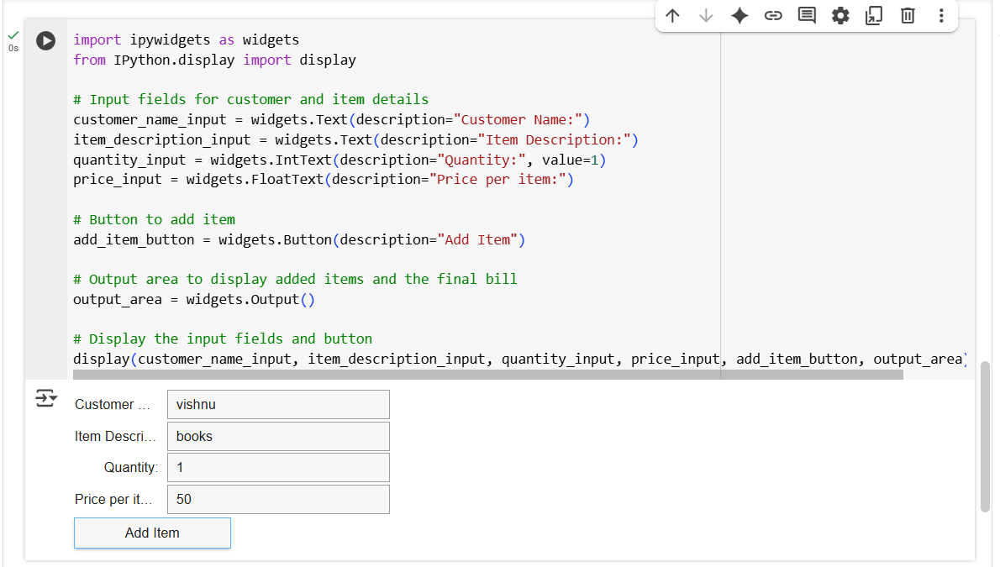 0s
import ipywidgets as widgets
from IPython.display import display
# Input fields for customer and item details
customer_name_input = widgets.Text(description="Customer Name:")
item_description_input = widgets.Text(description="Item Description:")
quantity_input = widgets.IntText(description="Quantity:", value=1)
price_input = widgets.FloatText(description="Price per item:")
# Button to add item
add_item_button = widgets.Button(description="Add Item")
# Output area to display added items and the final bill
output_area = widgets.Output()
# Display the input fields and button
display(customer_name_input, item_description_input, quantity_input, price_input, add_item_button, output_area)
Customer … vishnu
Item Descri… books
Quantity: 1
Price per it… 50
Add Item